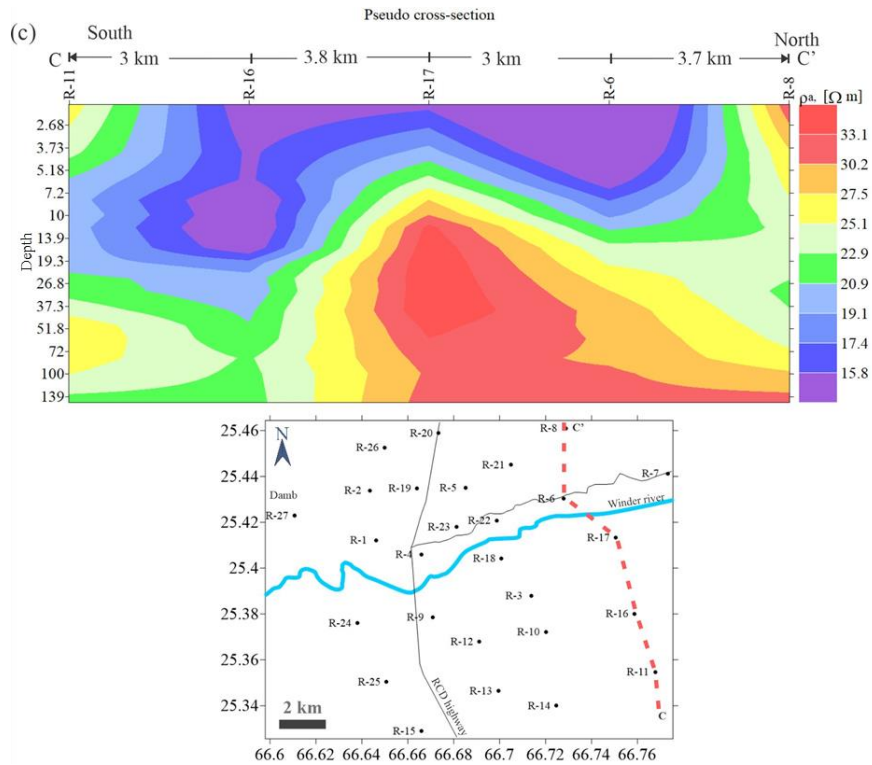 Pseudo cross-section
(c)
South
North
C 3 km 3.8 km 3 km 3.7 km C’
R-11 R-16 R-17 R-6 R-8
ρa, [Ω m]
Depth
2.68
3.73
5.18
7.2
10
13.9
19.3
26.8
37.3
51.8
72
100
139
33.1
30.2
27.5
25.1
22.9
20.9
19.1
17.4
15.8
25.46
25.44
25.42
25.4
25.38
25.36
25.34
N
R-20
R-8 C’
R-26
R-21
R-7
R-2
R-19
R-5
R-6
Damb
R-27
Winder river
R-22
R-23
R-17
R-1
R-4
R-18
R-3
R-16
R-24
R-9
R-10
R-12
R-11
R-25
R-13
R-14
C
RCD highway
2 km
R-15
66.6 66.62 66.64 66.66 66.68 66.7 66.72 66.74 66.76